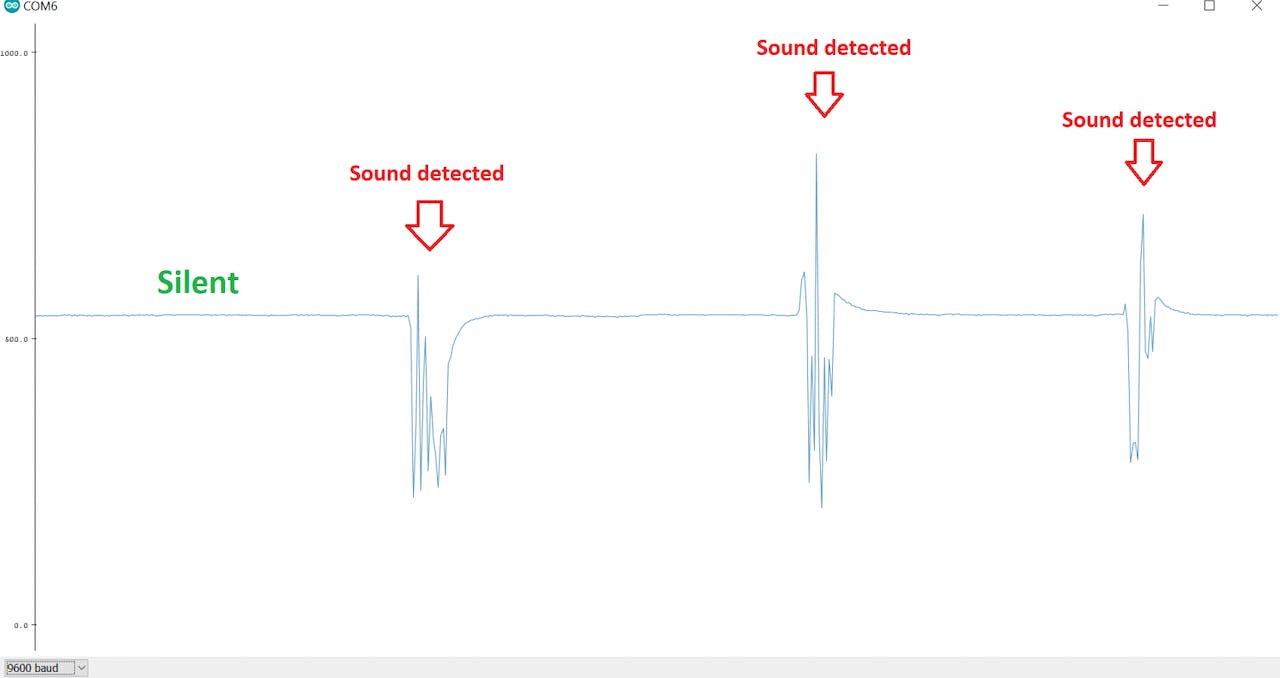 COM6
1000.0
Sound detected
Sound detected
Sound detected
Silent
500.0
0.0
9600 baud